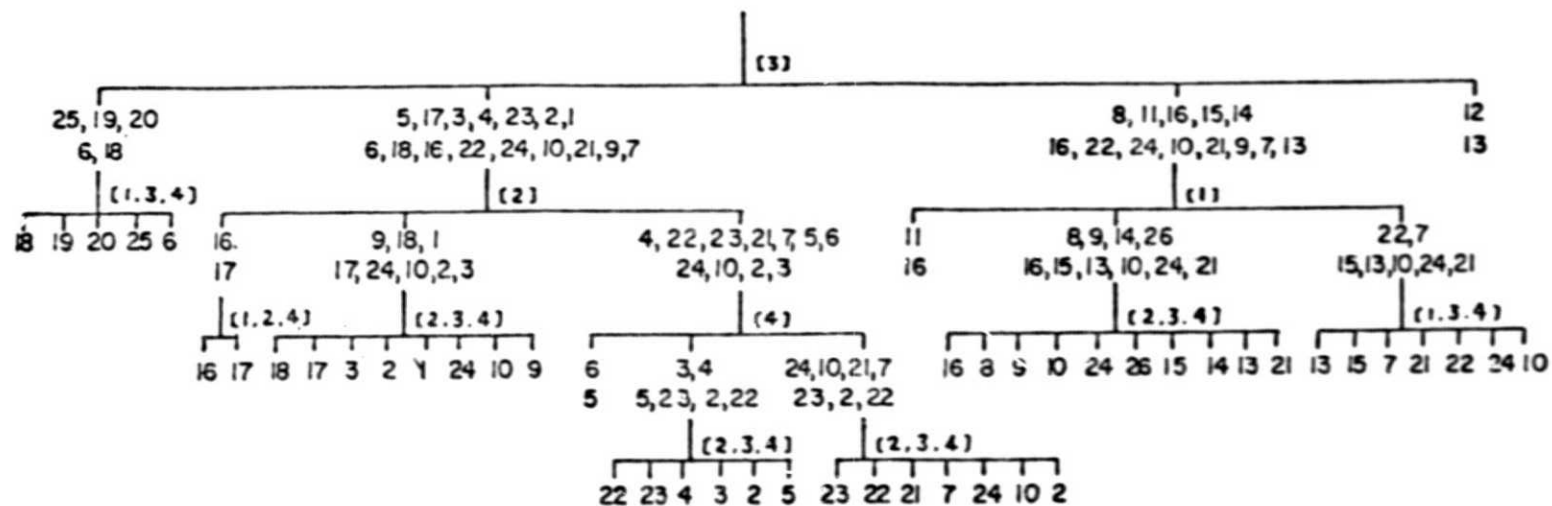 (3)
25, 19, 20 5, 17, 3, 4, 23, 2, 1 8, 11, 16, 15, 14 12
6, 18 6, 18, 16, 22, 24, 10, 21, 9, 7 16, 22, 24, 10, 21, 9, 7, 13 13
(1.3.4) (2) (1)
18 19 20 25 6 16. 9, 18, 1 4, 22, 23, 21, 7, 5, 6 11 8, 9, 14, 26 22, 7
17 17, 24, 10, 2, 3 24, 10, 2, 3 16 16, 15, 13, 10, 24, 21 15, 13, 10, 24, 21
(1.2.4) (2.3.4) (4) (2.3.4) (1.3.4)
16 17 18 17 3 2 1 24 10 9 6 3, 4 24, 10, 21, 7 16 8 9 10 24 26 15 14 13 21 13 15 7 21 22 24 10
5 5, 23, 2, 22 23, 2, 22
(2.3.4) (2.3.4)
22 23 4 3 2 5 23 22 21 7 24 10 2